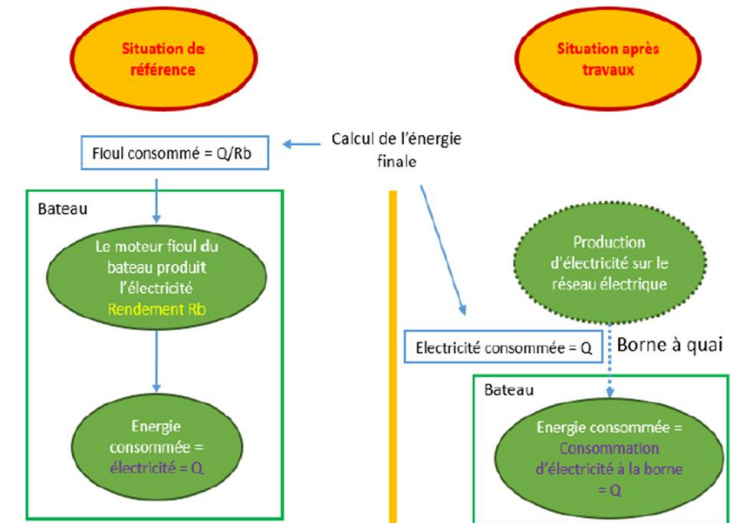 Situation de
référence
Situation après
travaux
Fioul consommé = Q/Rb
Calcul de l'énergie
finale
Bateau
Le moteur fioul du
bateau produit
l'électricité
Rendement Rb
Energie
consommée =
électricité = Q
Production
d'électricité sur le
réseau électrique
Electricité consommée = Q
Borne à quai
Bateau
Energie consommée =
Consommation
d'électricité à la borne
= Q